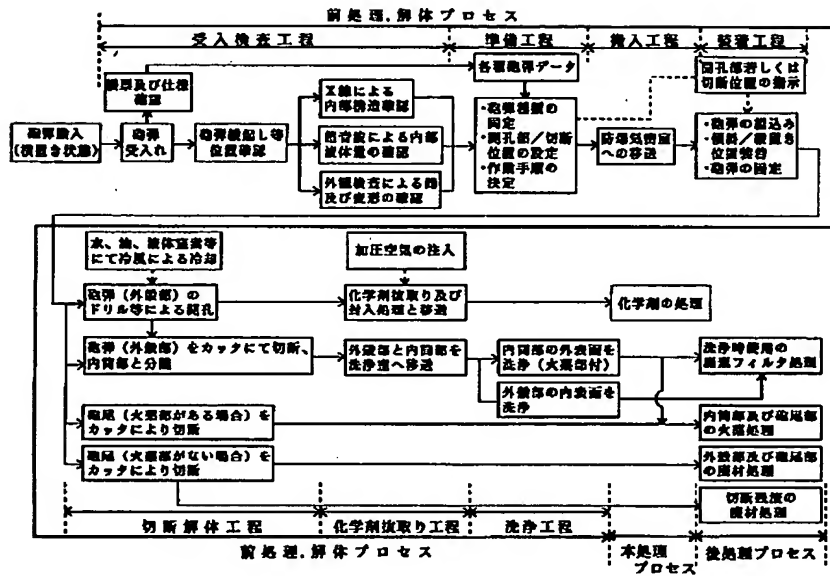 前処理.解体プロセス
受入検査工程
準備工程
搬入工程
装着工程
履歴及び仕様
確認
各種砲弾データ
開孔部若しくは
切断位置の指示
砲弾搬入
(横置き状態)
砲弾
受入れ
砲弾縦起し等
位置確認
X線による
内部構造確認
超音波による内部
液体量の確認
外観検査による傷
及び変形の確認
・砲弾種類の
固定
・開孔部/切断
位置の設定
・作業手順の
決定
防爆気密室
への移送
・砲弾の組込み
・横斜/縦置き
位置装着
・砲弾の固定
水、油、液体窒素等
にて冷風による冷却
加圧空気の注入
砲弾(外殻部)の
ドリル等による開孔
化学剤抜取り及び
封入処理と移送
化学剤の処理
砲弾(外殻部)をカッタにて切断、
内筒部と分離
外殻部と内筒部を
洗浄室へ移送
内筒部の外表面を
洗浄(火薬部付)
外殻部の内表面を
洗浄
洗浄時使用の
フィルタ処理
砲尾(火薬部がある場合)を
カッタにより切断
内筒部及び砲尾部
の火薬処理
砲尾(火薬部がない場合)を
カッタにより切断
外殻部及び砲尾部
の廃材処理
切断残渣の
廃材処理
切断解体工程
化学剤抜取り工程
洗浄工程
前処理.解体プロセス
本処理
プロセス
後処理プロセス